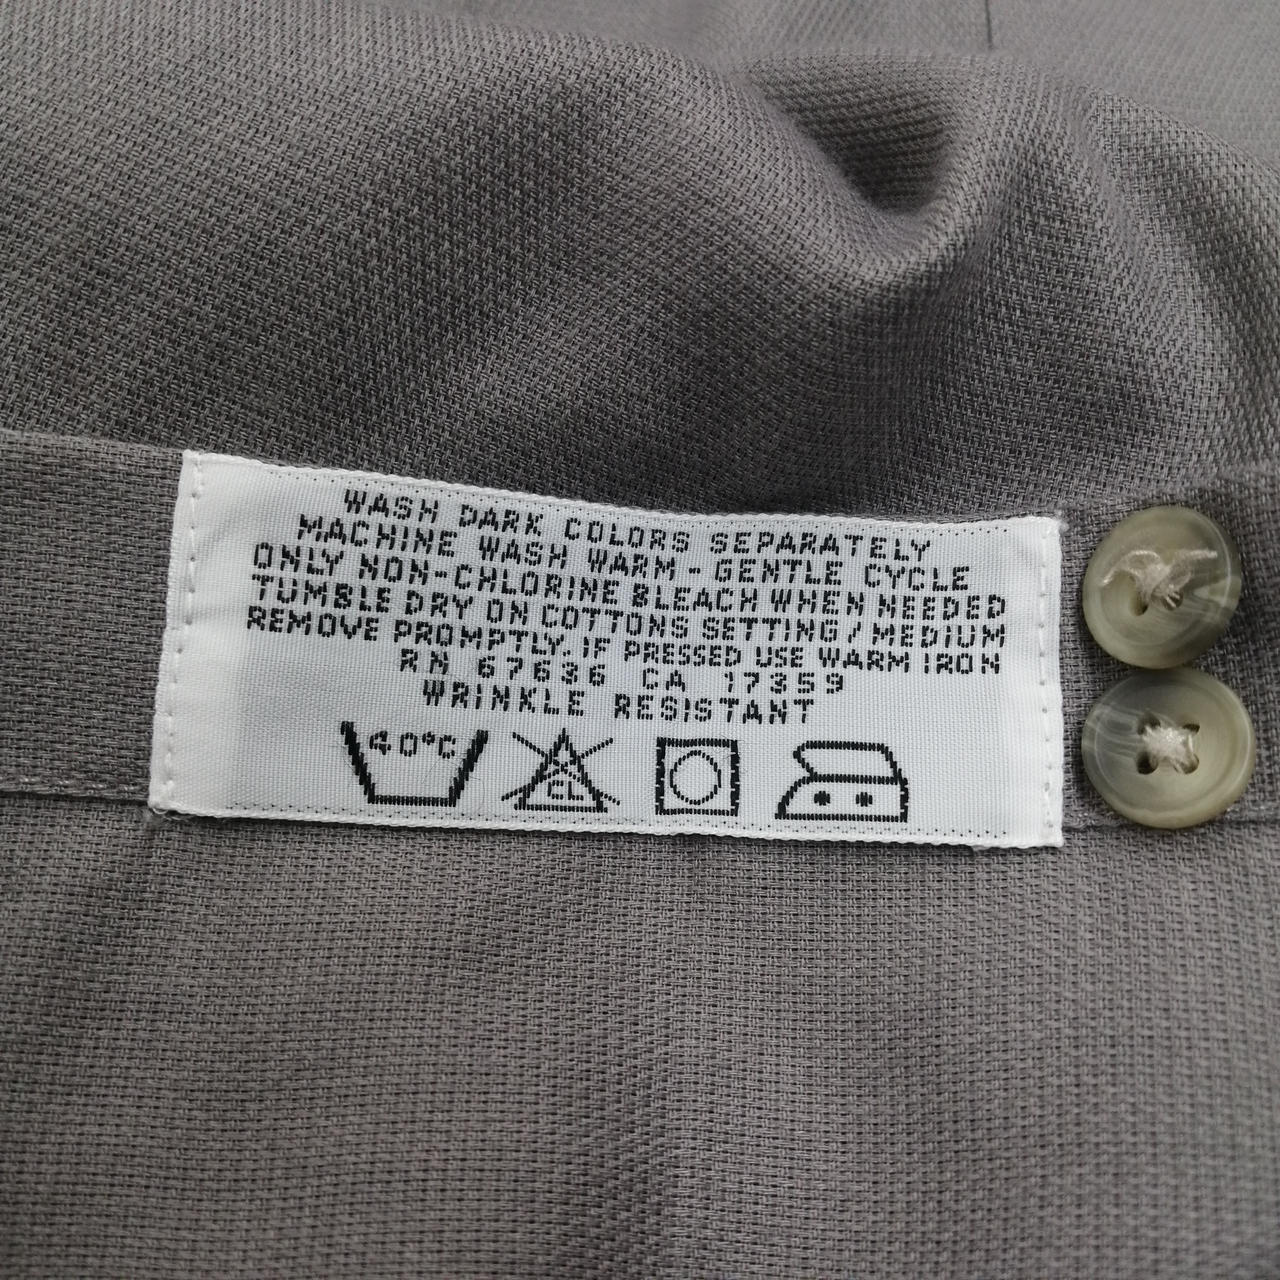 WASH DARK COLORS SEPARATELY
MACHINE WASH WARM - GENTLE CYCLE
ONLY NON-CHLORINE BLEACH WHEN NEEDED
TUMBLE DRY ON COTTONS SETTING / MEDIUM
REMOVE PROMPTLY. IF PRESSED USE WARM IRON
RN 67636 CA 17359
WRINKLE RESISTANT
40°C CL